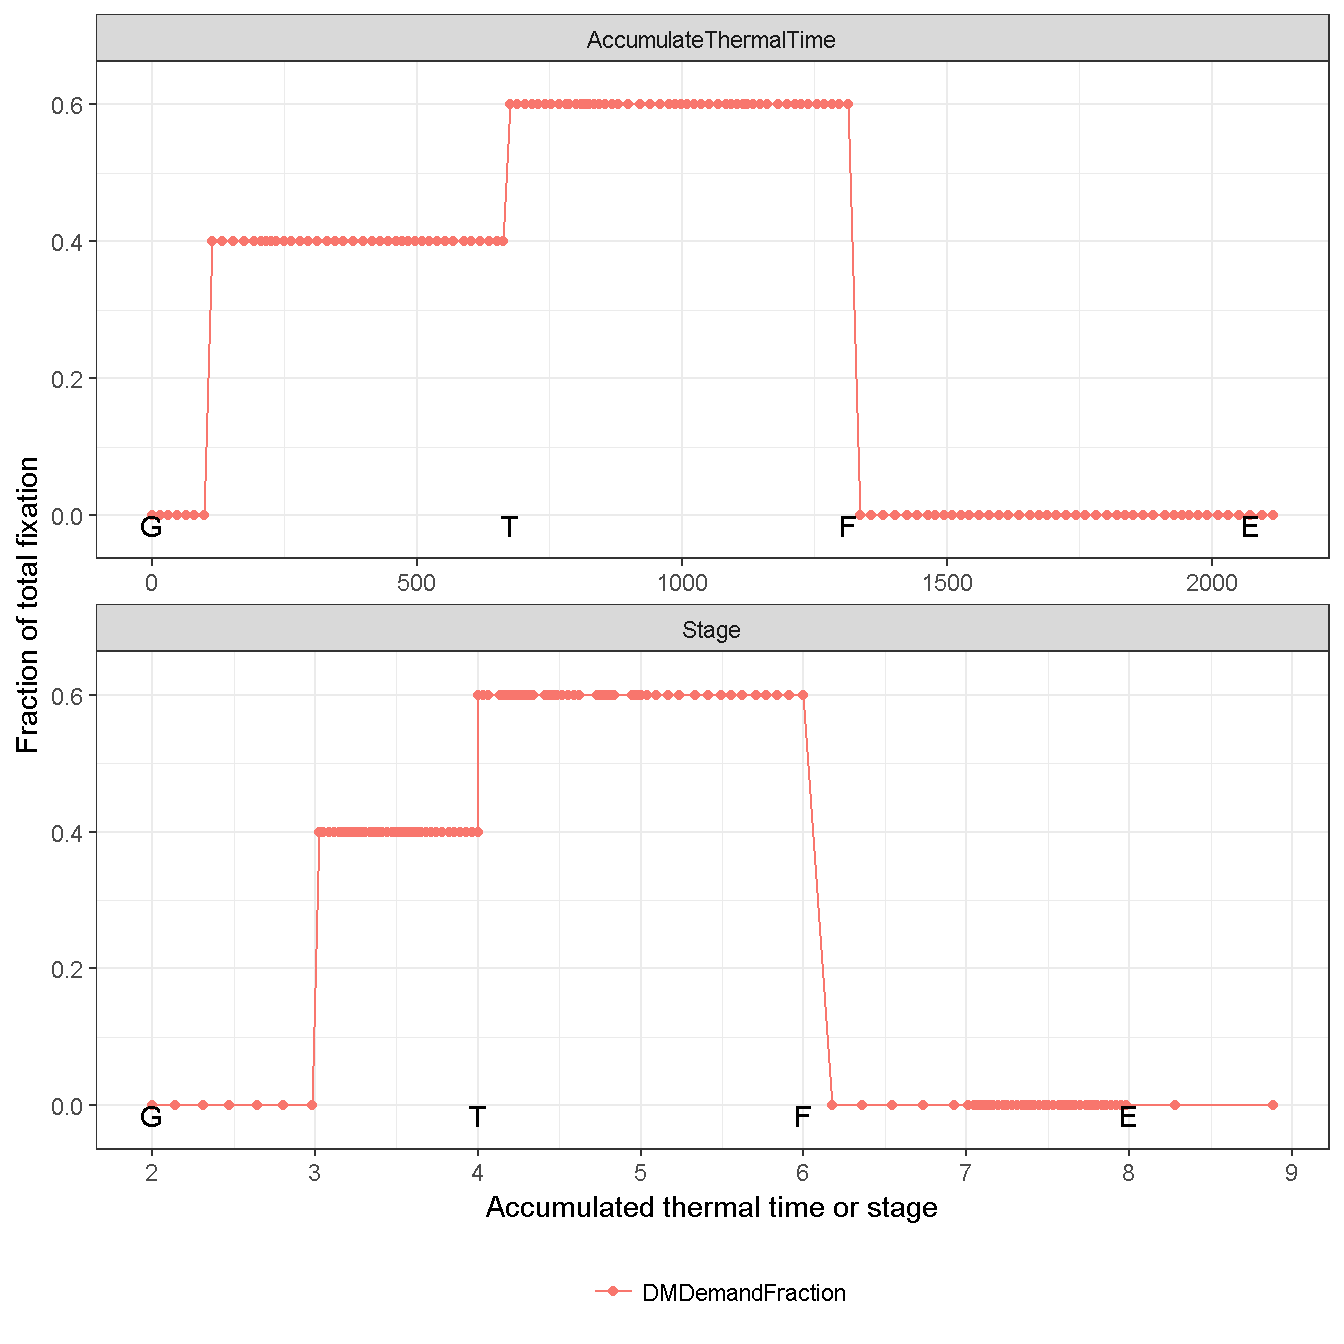 AccumulateThermalTime
0.6
0.4
0.2
0.0
G T F E
0 500 1000 1500 2000
Stage
0.6
0.4
0.2
0.0
G T F E
2 3 4 5 6 7 8 9
Accumulated thermal time or stage
Fraction of total fixation
DMDemandFraction